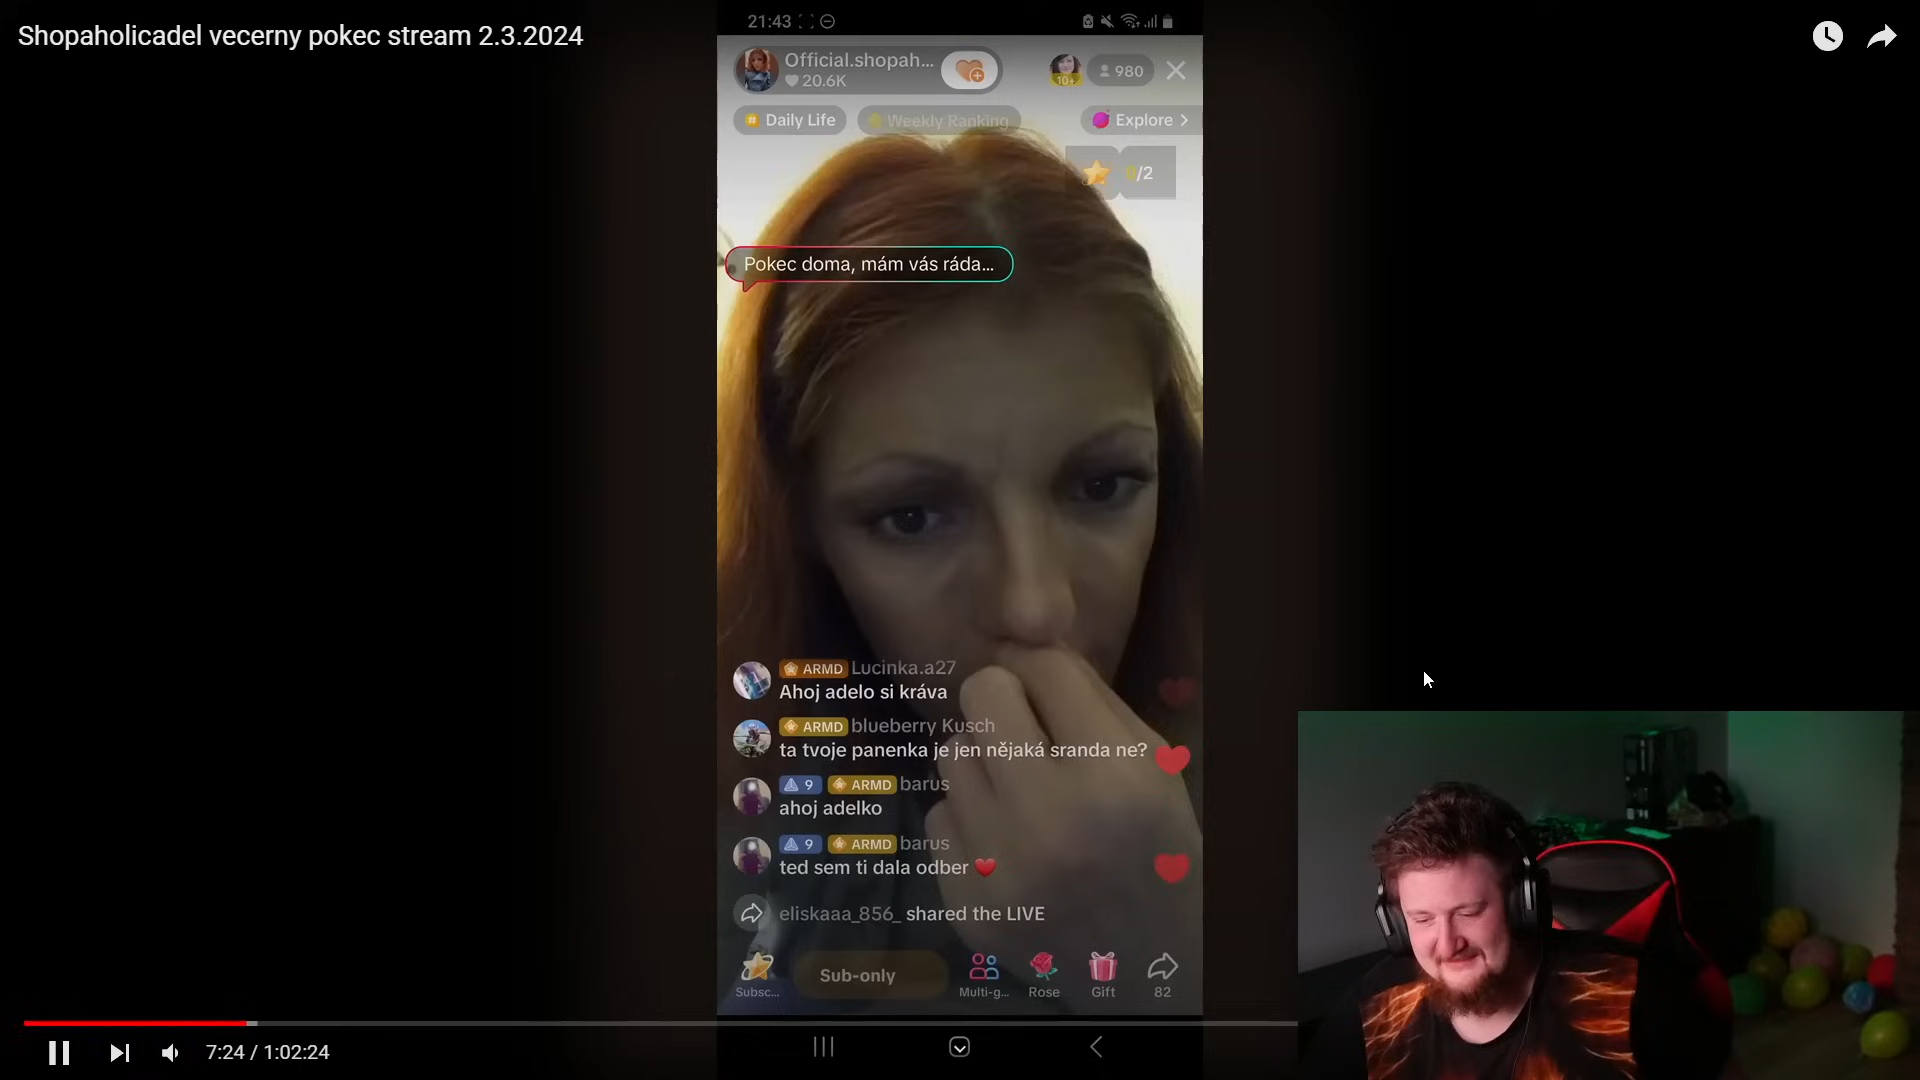 Shopaholicadel vecerny pokec stream 2.3.2024
21:43
Official.shopah...
20.6K
10+
980
Daily Life
Weekly Ranking
Explore
0/2
Pokec doma, mám vás ráda...
ARMD Lucinka.a27
Ahoj adelo si kráva
ARMD blueberry Kusch
ta tvoje panenka je jen nějaká sranda ne?
9 ARMD barus
ahoj adelko
9 ARMD barus
ted sem ti dala odber
eliskaaa_856_ shared the LIVE
Subsc...
Sub-only
Multi-g...
Rose
Gift
82
7:24 / 1:02:24